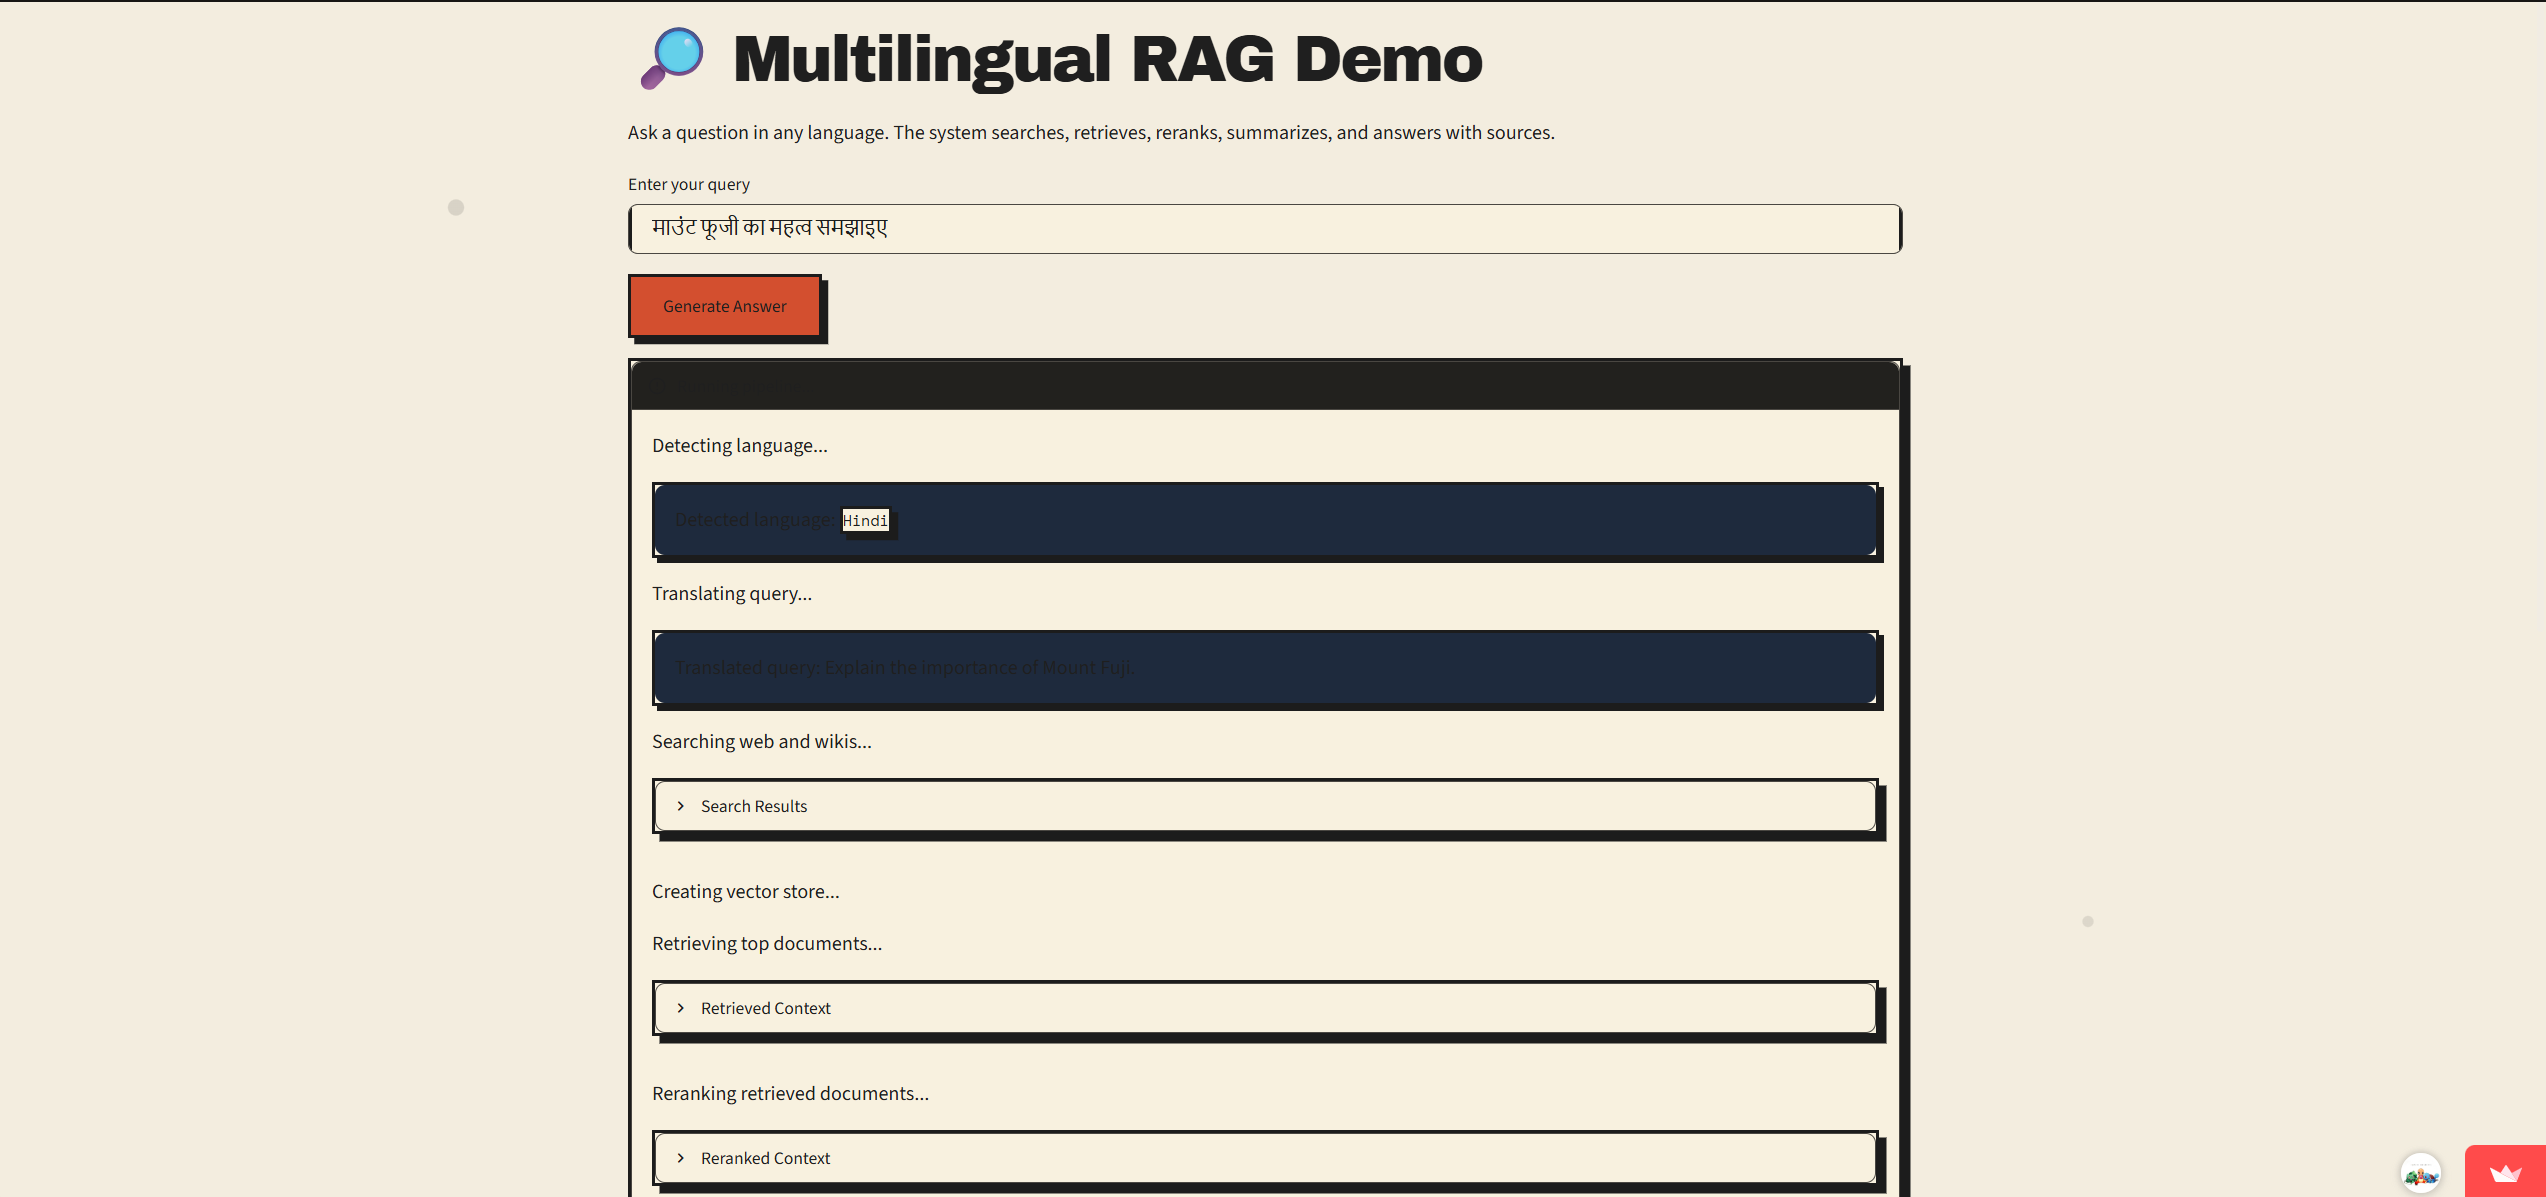 Multilingual RAG Demo
Ask a question in any language. The system searches, retrieves, reranks, summarizes, and answers with sources.
Enter your query
माउंट फूजी का महत्व समझाइए
Generate Answer
Detecting language...
Detected language: Hindi
Translating query...
Translated query: Explain the importance of Mount Fuji.
Searching web and wikis...
Search Results
Creating vector store...
Retrieving top documents...
Retrieved Context
Reranking retrieved documents...
Reranked Context